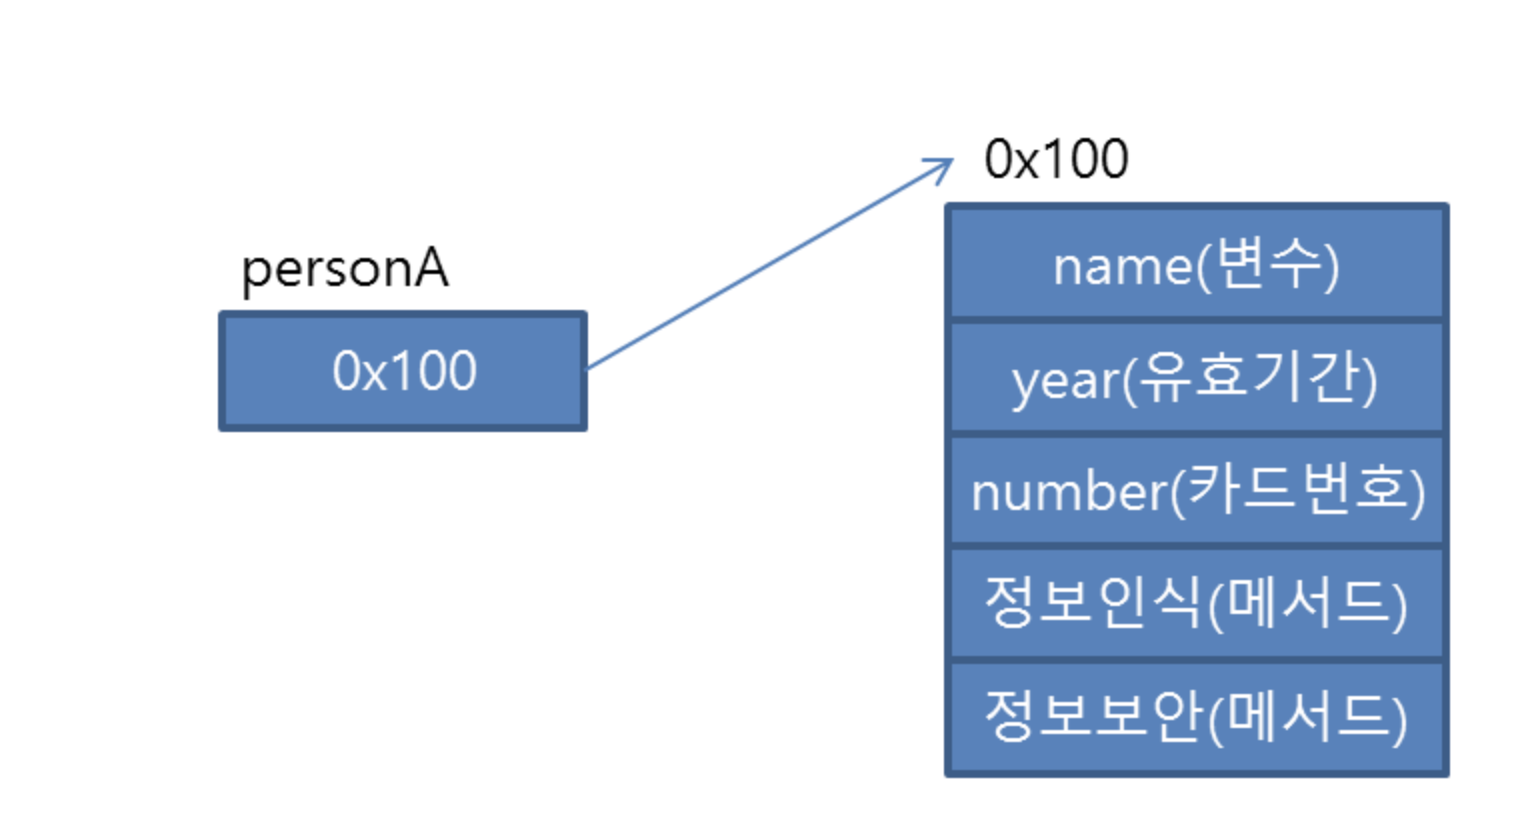 personA
0x100
0x100
name(변수)
year(유효기간)
number(카드번호)
정보인식(메서드)
정보보안(메서드)